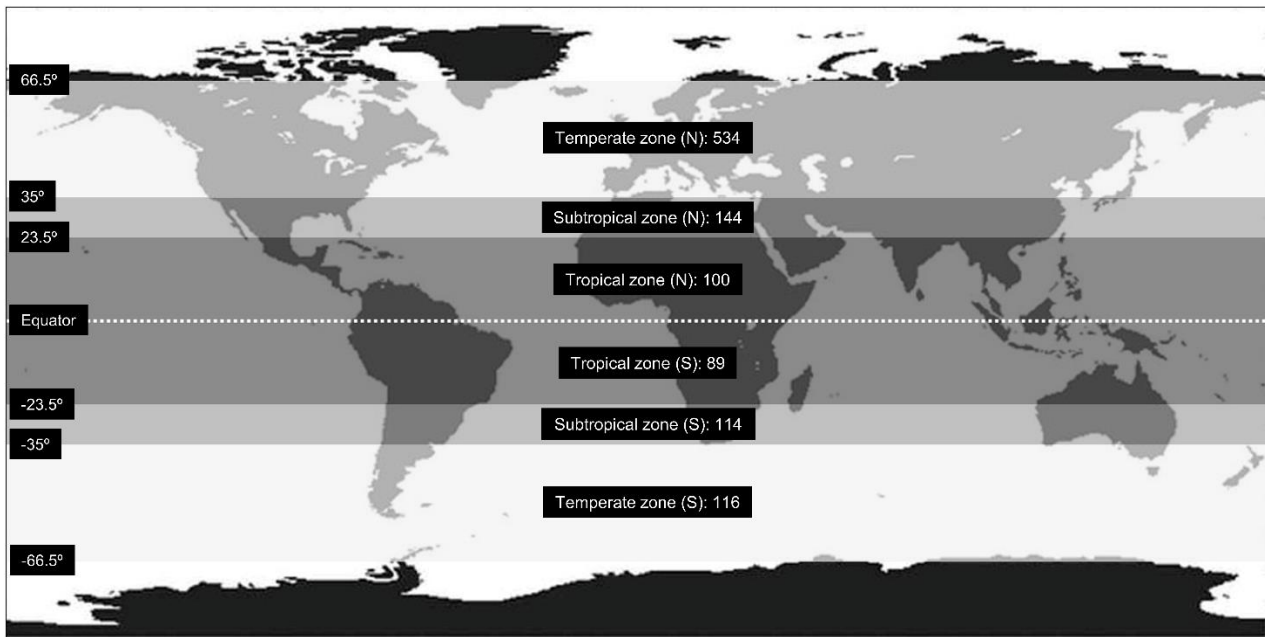 66.5º
Temperate zone (N): 534
35º
Subtropical zone (N): 144
23.5º
Tropical zone (N): 100
Equator
Tropical zone (S): 89
-23.5º
Subtropical zone (S): 114
-35º
Temperate zone (S): 116
-66.5º